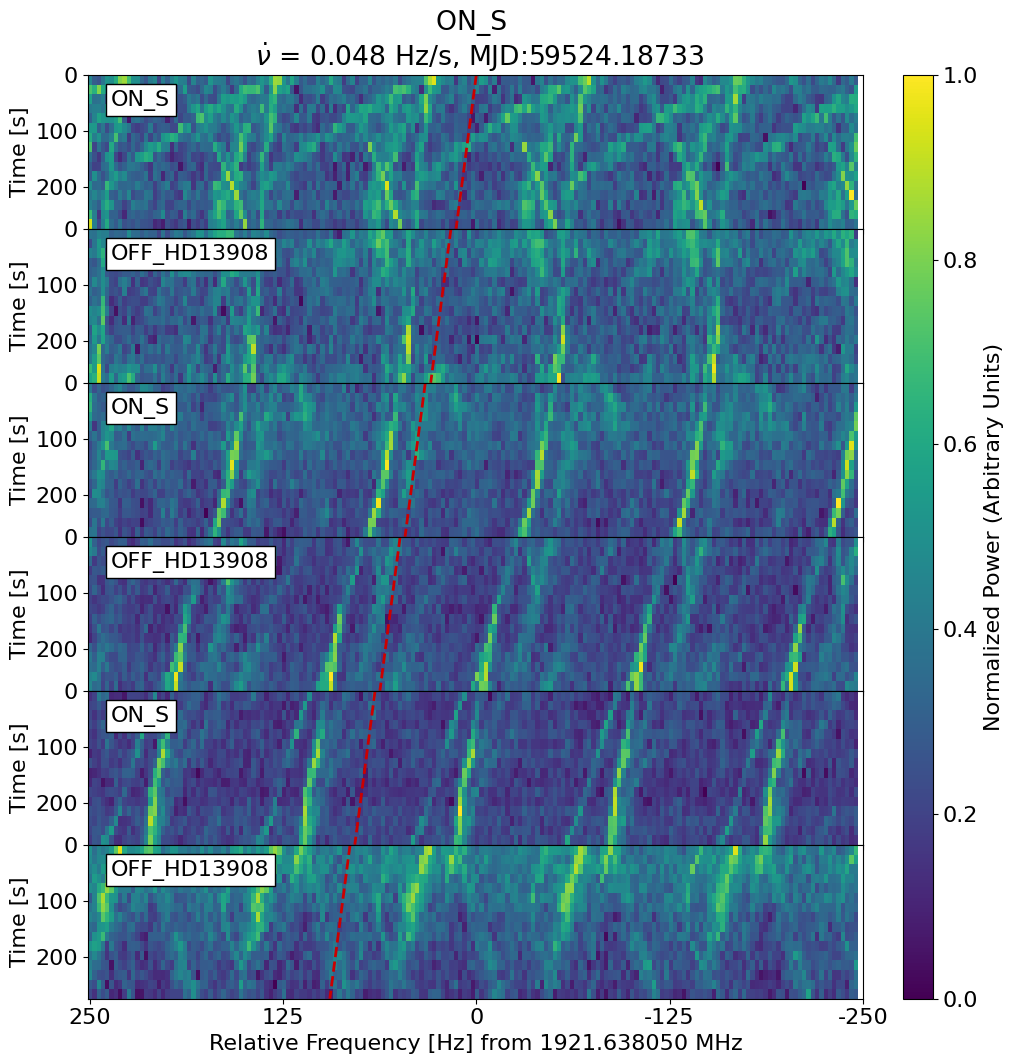 ON_S
ν̇ = 0.048 Hz/s, MJD:59524.18733
0
ON_S
100
200
Time [s]
0
OFF_HD13908
100
200
Time [s]
0
ON_S
100
200
Time [s]
0
OFF_HD13908
100
200
Time [s]
0
ON_S
100
200
Time [s]
0
OFF_HD13908
100
200
Time [s]
250 125 0 -125 -250
Relative Frequency [Hz] from 1921.638050 MHz
1.0
0.8
0.6
0.4
0.2
0.0
Normalized Power (Arbitrary Units)